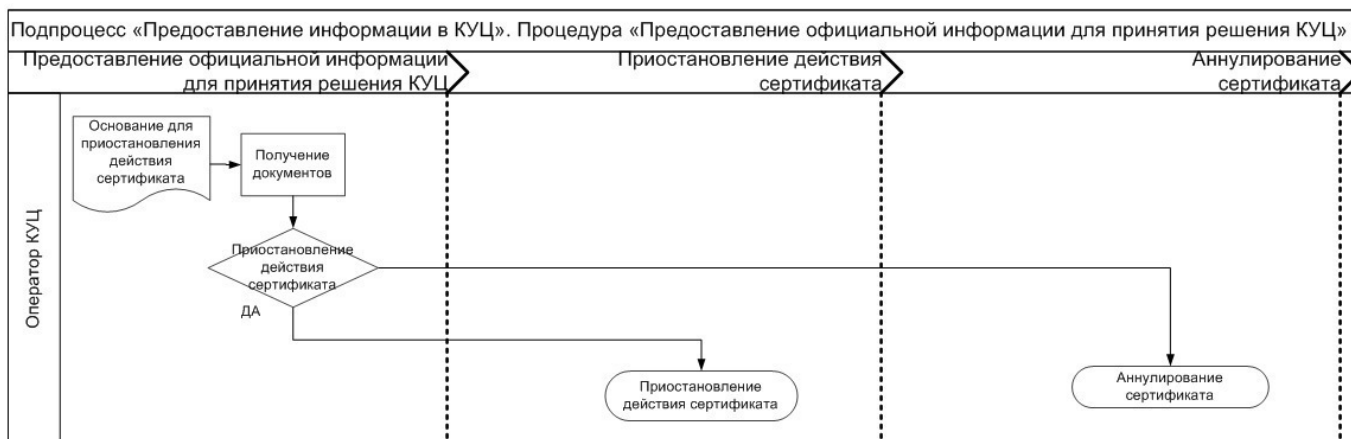 Подпроцесс «Предоставление информации в КУЦ». Процедура «Предоставление официальной информации для принятия решения КУЦ»
Предоставление официальной информации
для принятия решения КУЦ
Приостановление действия
сертификата
Аннулирование
сертификата
Оператор КУЦ
Основание для
приостановления
действия
сертификата
Получение
документов
Приостановление
действия
сертификата
ДА
Приостановление
действия сертификата
Аннулирование
сертификата